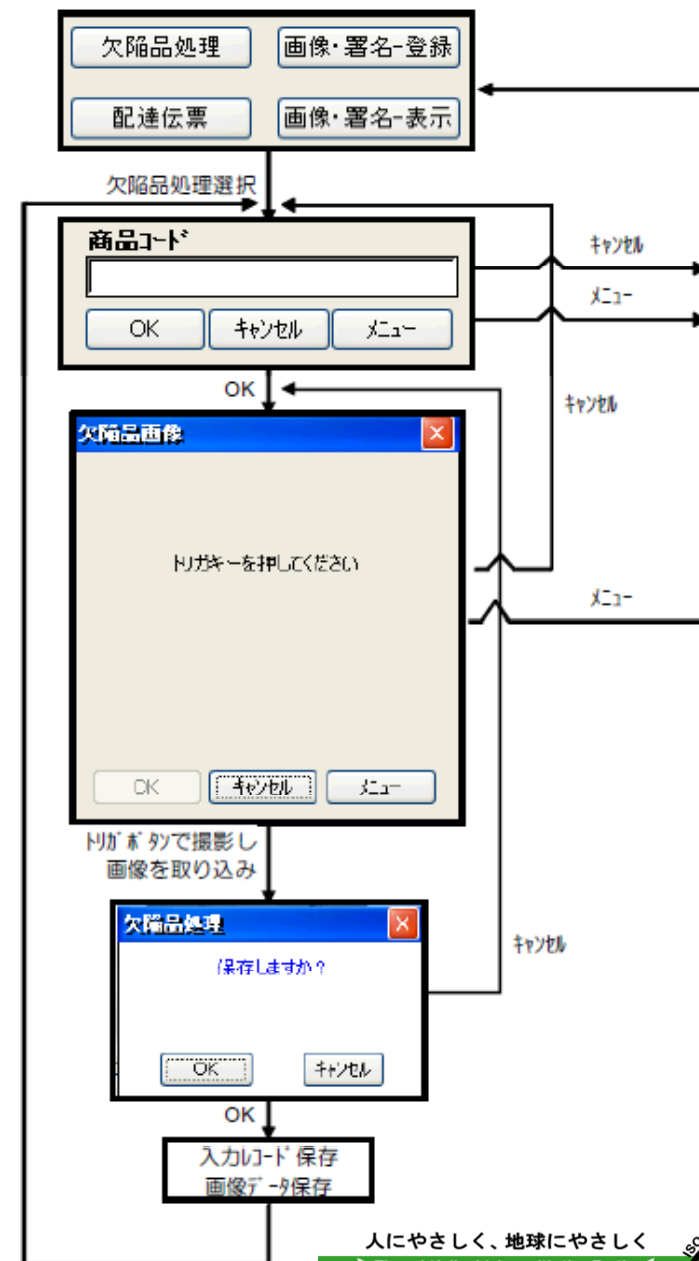 欠陥品処理
画像・署名-登録
配達伝票
画像・署名-表示
欠陥品処理選択
商品ｺｰﾄﾞ
OK
ｷｬﾝｾﾙ
ﾒﾆｭｰ
ｷｬﾝｾﾙ
ﾒﾆｭｰ
OK
ｷｬﾝｾﾙ
欠陥品画像
ﾄﾘｶﾞｷｰを押してください
ﾒﾆｭｰ
OK
ｷｬﾝｾﾙ
ﾒﾆｭｰ
ﾄﾘｶﾞﾎﾞﾀﾝで撮影し
画像を取り込み
欠陥品処理
保存しますか？
ｷｬﾝｾﾙ
OK
ｷｬﾝｾﾙ
OK
入力ﾚｺｰﾄﾞ保存
画像ﾃﾞｰﾀ保存
人にやさしく、地球にやさしく
ISO